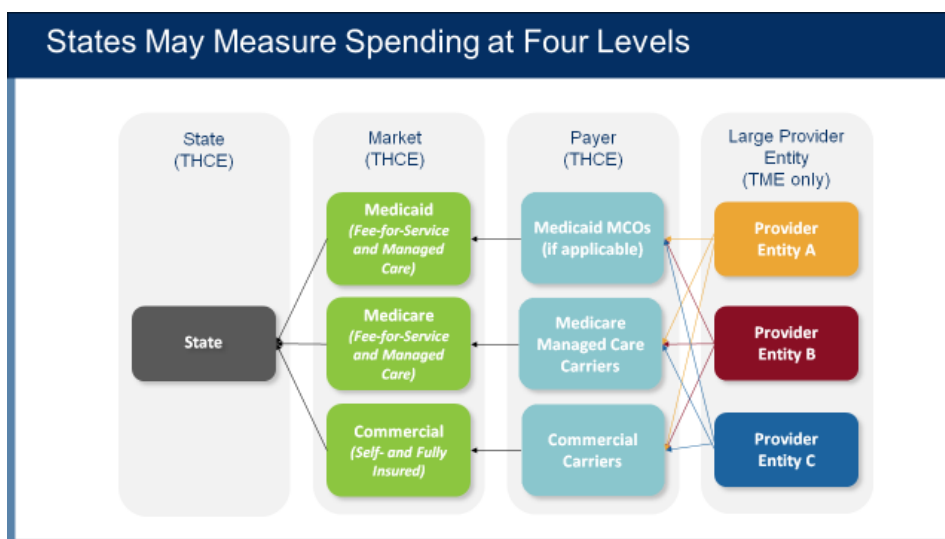 States May Measure Spending at Four Levels
State
(THCE)
Market
(THCE)
Payer
(THCE)
Large Provider
Entity
(TME only)
State
Medicaid
(Fee-for-Service
and Managed
Care)
Medicare
(Fee-for-Service
and Managed
Care)
Commercial
(Self- and Fully
Insured)
Medicaid MCOs
(if applicable)
Medicare
Managed Care
Carriers
Commercial
Carriers
Provider
Entity A
Provider
Entity B
Provider
Entity C